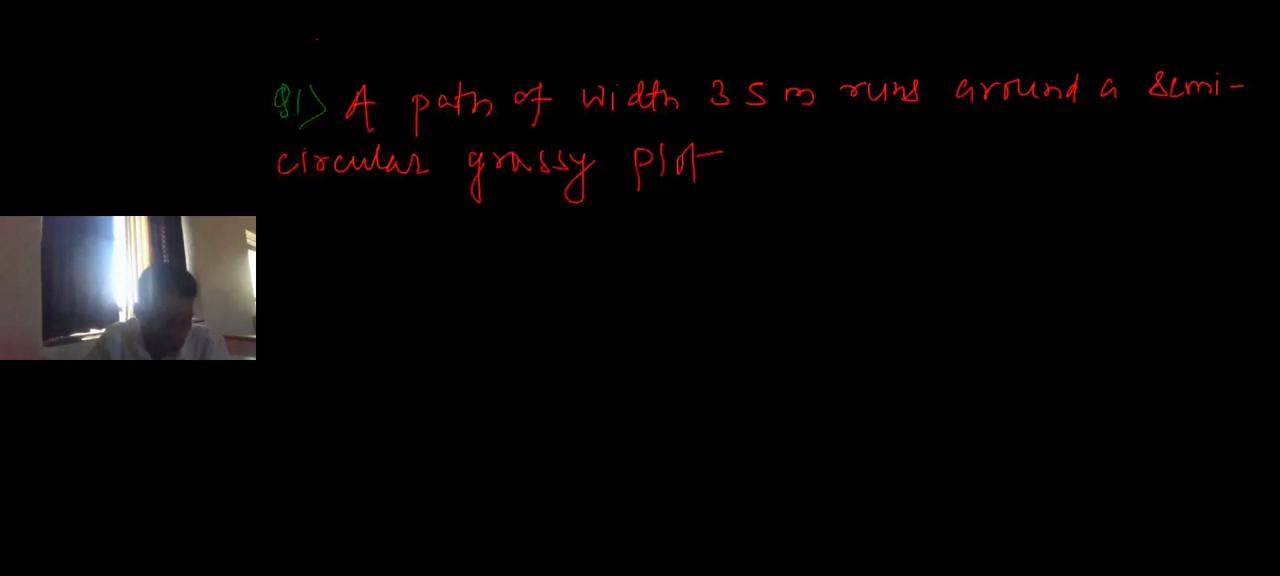 Q1) A path of width 3.5 m runs around a semi-
circular grassy plot